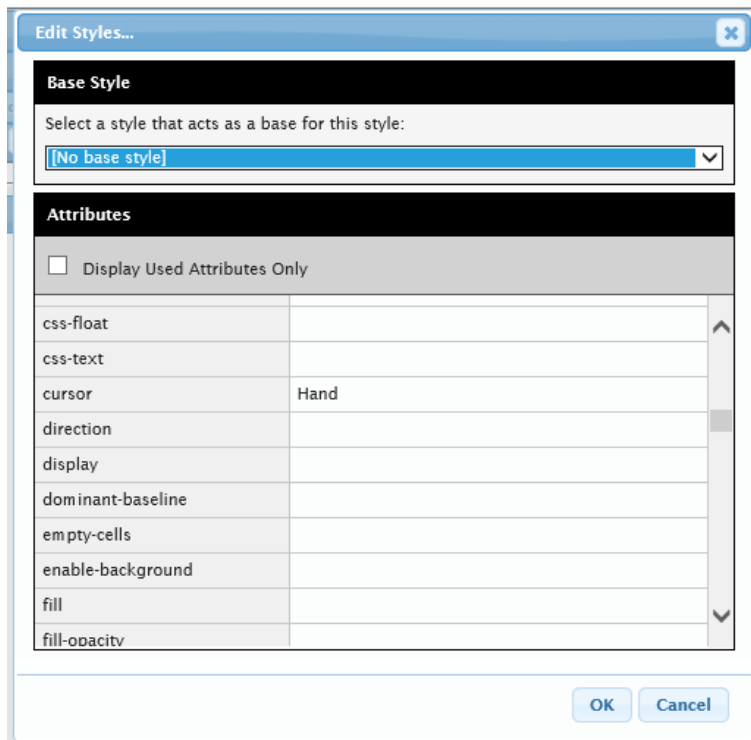 Edit Styles...
Base Style
Select a style that acts as a base for this style:
[No base style]
Attributes
Display Used Attributes Only
css-float
css-text
cursor Hand
direction
display
dominant-baseline
empty-cells
enable-background
fill
fill-opacity
OK Cancel